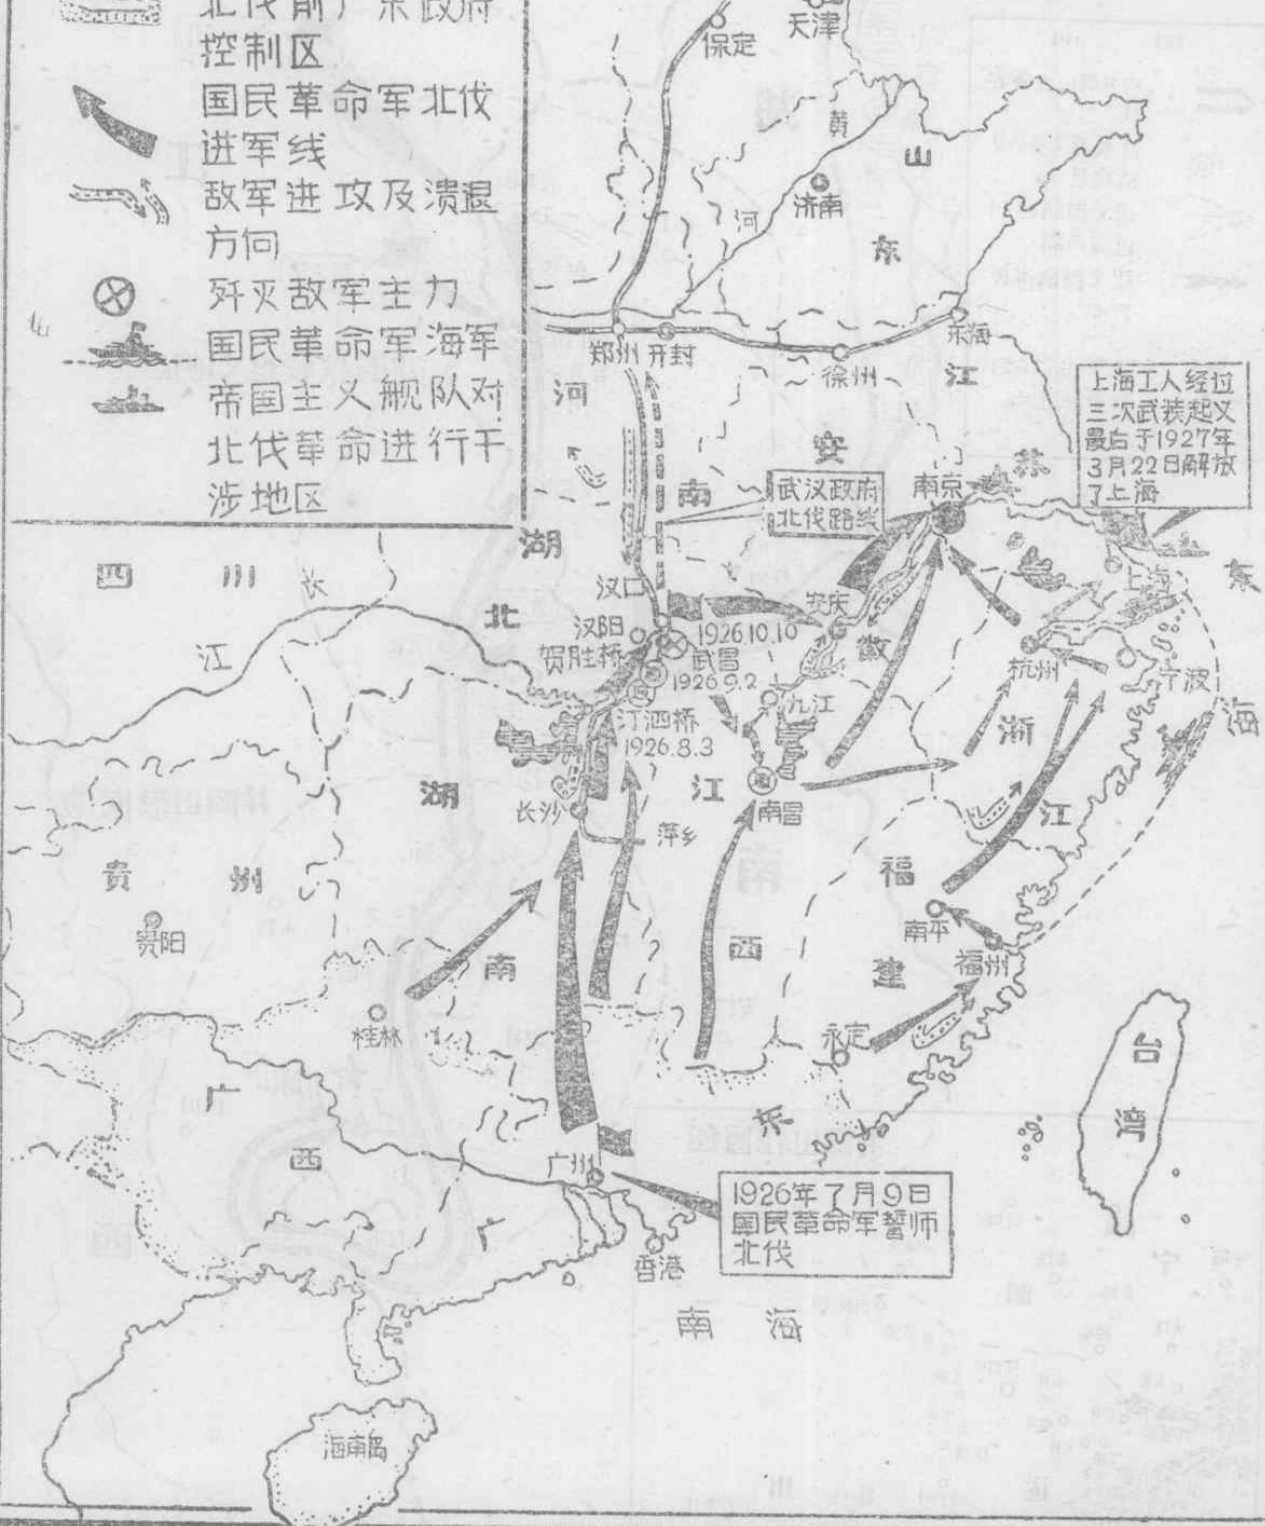 北伐前广东政府
控制区
国民革命军北伐
进军线
敌军进攻及溃退
方向
歼灭敌军主力
国民革命军海军
帝国主义舰队对
北伐革命进行干
涉地区
天津
保定
黄
河
山
东
济南
郑州
开封
徐州
东海
河
南
江
苏
上海工人经过
三次武装起义
最后于1927年
3月22日解放
了上海
安
徽
武汉政府
北伐路线
南京
湖
北
四
川
长
江
汉口
汉阳
贺胜桥
1926.10.10
武昌
1926.9.2
汀泗桥
1926.8.3
安庆
九江
上海
杭州
宁波
东
海
浙
江
湖
南
长沙
萍乡
江
西
南昌
福
建
南平
福州
永定
贵
州
贵阳
桂林
广
西
广
东
广州
香港
1926年7月9日
国民革命军誓师
北伐
台
湾
南
海
海南岛